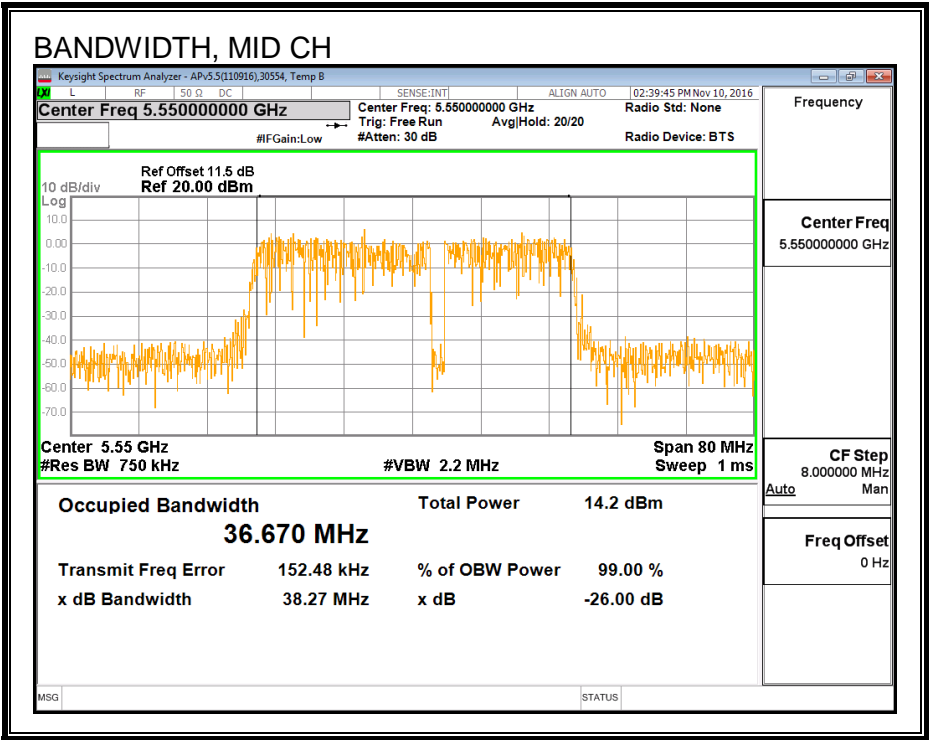 BANDWIDTH, MID CH
Keysight Spectrum Analyzer - APv5.5(110916),30554, Temp B
LXI L RF 50 Ω DC SENSE:INT ALIGN AUTO 02:39:45 PM Nov 10, 2016
Center Freq 5.550000000 GHz
Center Freq: 5.550000000 GHz
Radio Std: None
Trig: Free Run Avg|Hold: 20/20
#IFGain:Low
#Atten: 30 dB
Radio Device: BTS
Ref Offset 11.5 dB
10 dB/div Ref 20.00 dBm
Log
10.0
0.00
-10.0
-20.0
-30.0
-40.0
-50.0
-60.0
-70.0
Center 5.55 GHz Span 80 MHz
#Res BW 750 kHz #VBW 2.2 MHz Sweep 1 ms
Occupied Bandwidth Total Power 14.2 dBm
36.670 MHz
Transmit Freq Error 152.48 kHz % of OBW Power 99.00 %
x dB Bandwidth 38.27 MHz x dB -26.00 dB
MSG STATUS
Frequency
Center Freq
5.550000000 GHz
CF Step
8.000000 MHz
Auto Man
Freq Offset
0 Hz